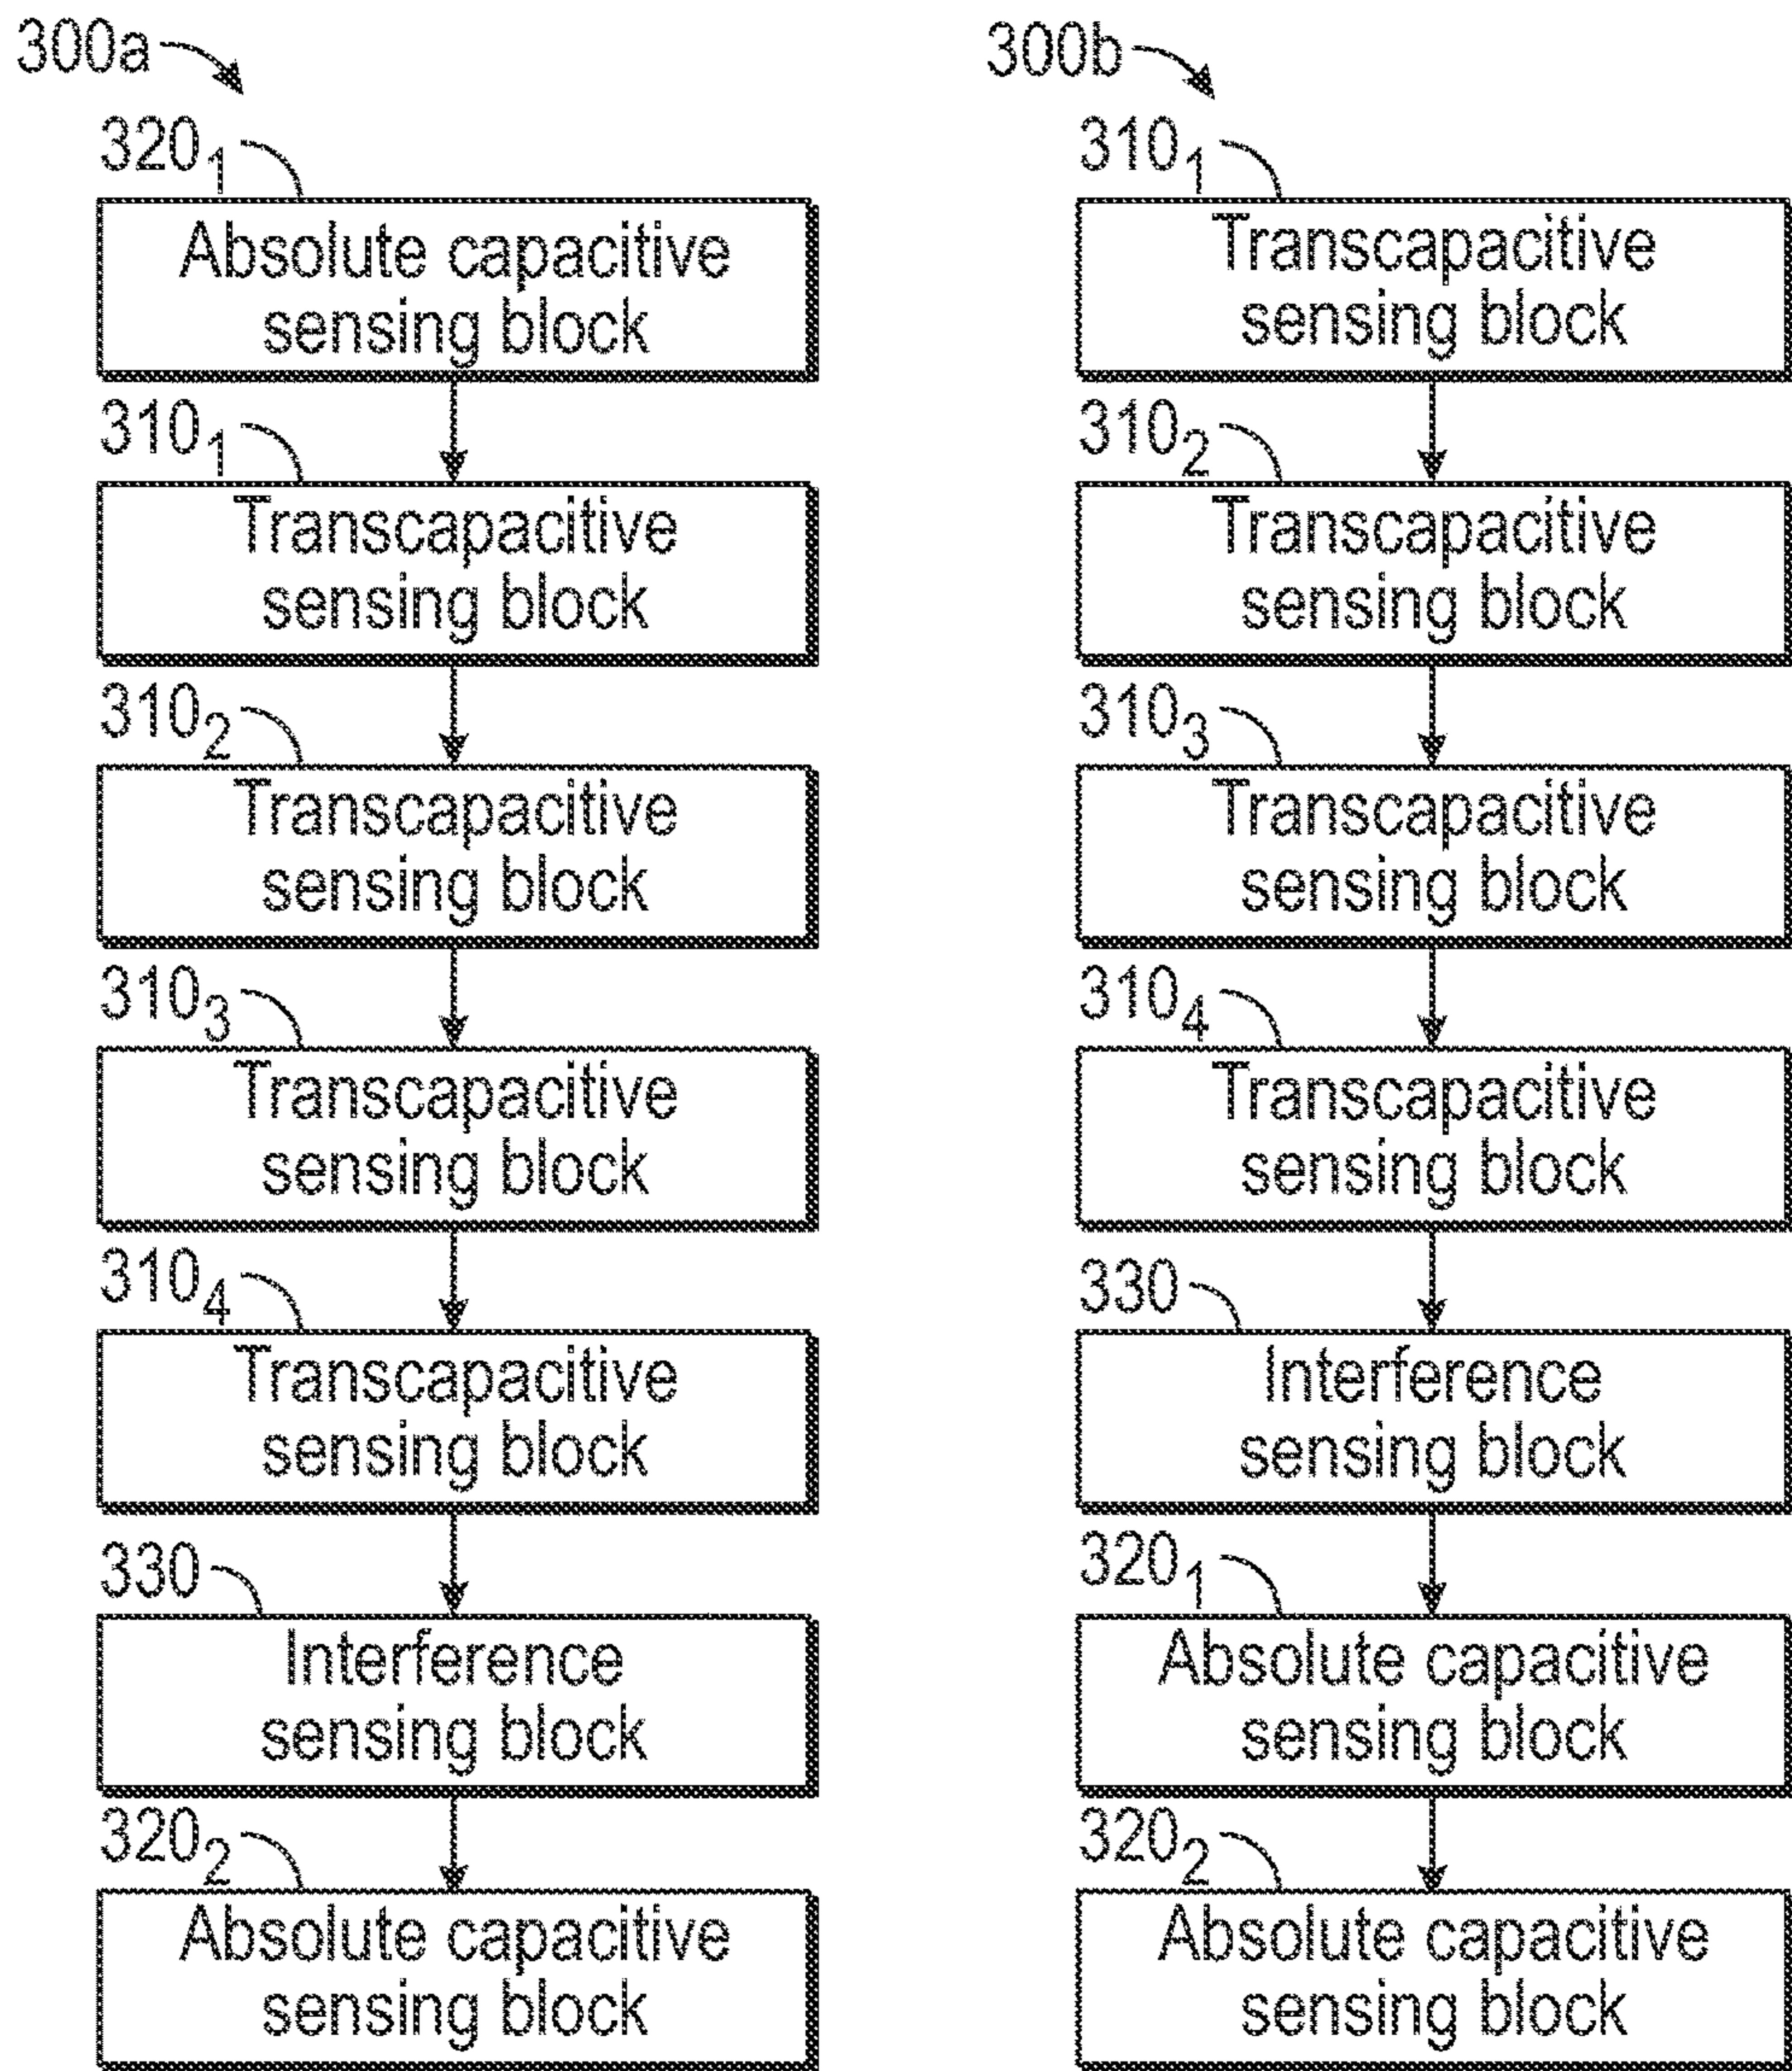 300a
320₁
Absolute capacitive
sensing block
310₁
Transcapacitive
sensing block
310₂
Transcapacitive
sensing block
310₃
Transcapacitive
sensing block
310₄
Transcapacitive
sensing block
330
Interference
sensing block
320₂
Absolute capacitive
sensing block
300b
310₁
Transcapacitive
sensing block
310₂
Transcapacitive
sensing block
310₃
Transcapacitive
sensing block
310₄
Transcapacitive
sensing block
330
Interference
sensing block
320₁
Absolute capacitive
sensing block
320₂
Absolute capacitive
sensing block